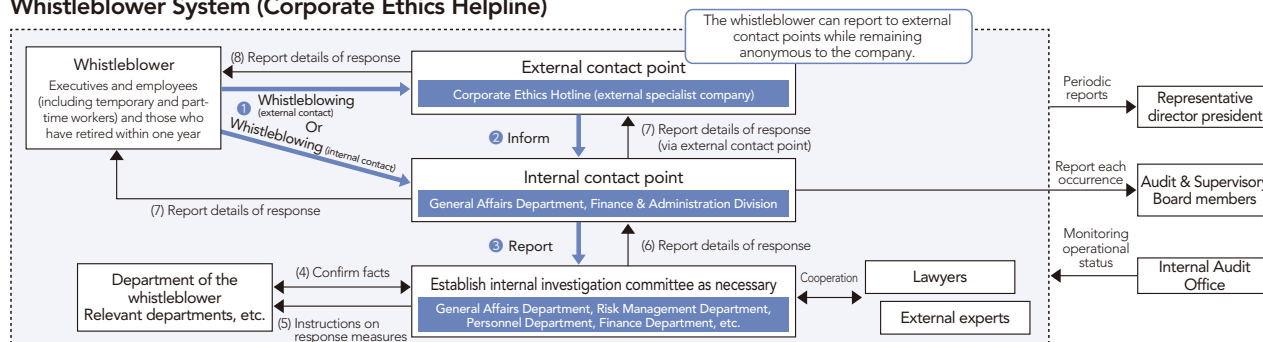 Whistleblower System (Corporate Ethics Helpline)
The whistleblower can report to external
contact points while remaining
anonymous to the company.
Whistleblower
Executives and employees
(including temporary and part-
time workers) and those who
have retired within one year
(8) Report details of response
External contact point
Corporate Ethics Hotline (external specialist company)
1 Whistleblowing
(external contact)
Or
Whistleblowing (internal contact)
2 Inform
(7) Report details of response
(via external contact point)
Internal contact point
General Affairs Department, Finance & Administration Division
(7) Report details of response
3 Report
(6) Report details of response
Department of the
whistleblower
Relevant departments, etc.
(4) Confirm facts
(5) Instructions on
response measures
Establish internal investigation committee as necessary
General Affairs Department, Risk Management Department,
Personnel Department, Finance Department, etc.
Cooperation
Lawyers
External experts
Periodic
reports
Representative
director president
Report each
occurrence
Audit & Supervisory
Board members
Monitoring
operational
status
Internal Audit
Office